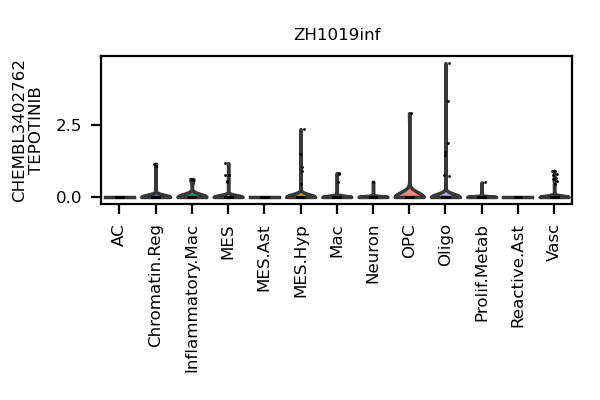 ZH1019inf
CHEMBL3402762
TEPOTINIB
2.5
0.0
AC
Chromatin.Reg
Inflammatory.Mac
MES
MES.Ast
MES.Hyp
Mac
Neuron
OPC
Oligo
Prolif.Metab
Reactive.Ast
Vasc